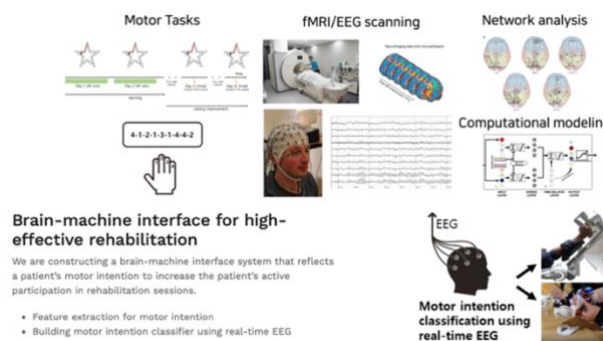 Motor Tasks
fMRI/EEG scanning
Network analysis
4-1-2-1-3-1-4-4-2
Computational modelin
Brain-machine interface for high-
effective rehabilitation
We are constructing a brain-machine interface system that reflects
a patient's motor intention to increase the patient's active
participation in rehabilitation sessions.
• Feature extraction for motor intention
• Building motor intention classifier using real-time EEG
EEG
Motor intention
classification using
real-time EEG